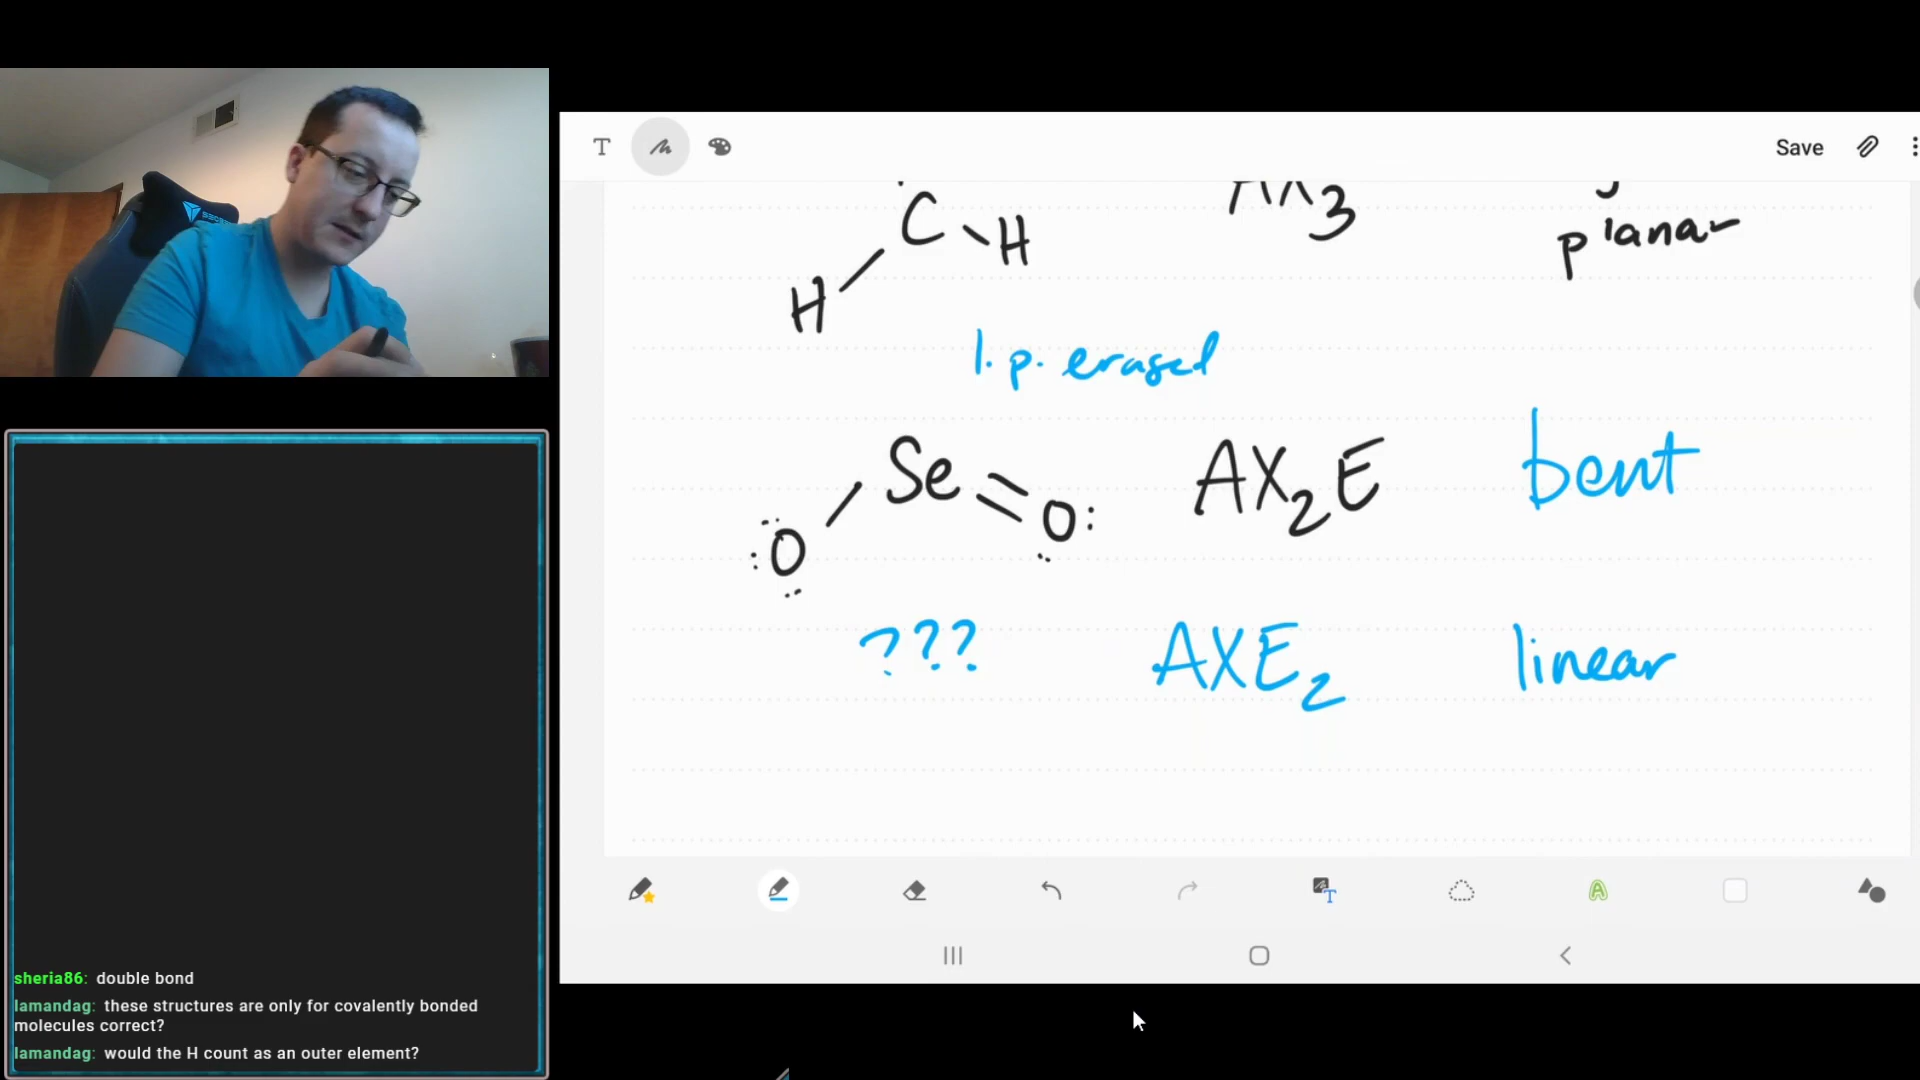 T
Save
C H
AX3
planar
H
l.p. erased
Se O: AX2E bent
:O
??? AXE2 linear
A
T
sheria86: double bond
lamandag: these structures are only for covalently bonded
molecules correct?
lamandag: would the H count as an outer element?